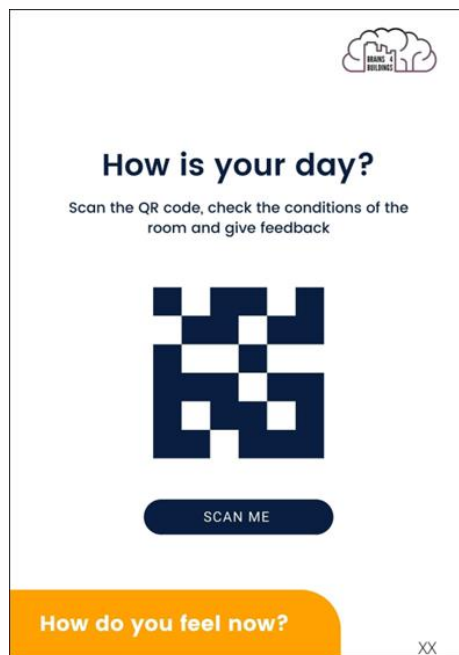 BRAINS 4
BUILDINGS
How is your day?
Scan the QR code, check the conditions of the
room and give feedback
SCAN ME
How do you feel now?
XX